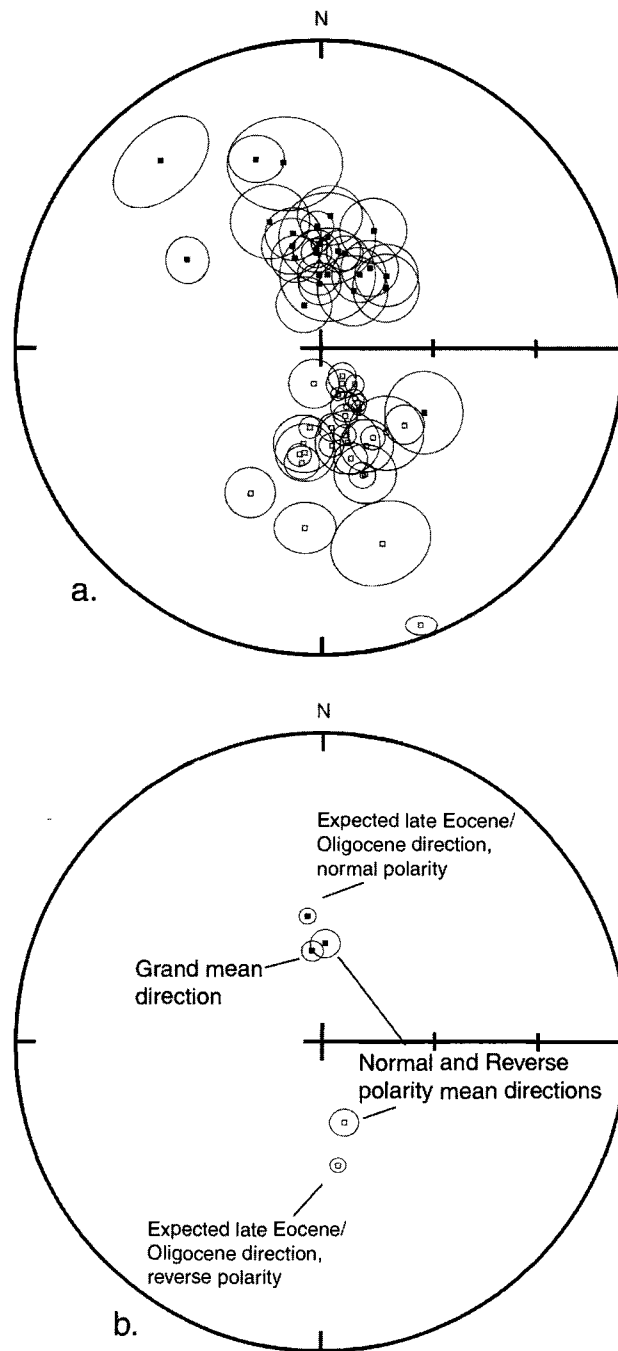 N
a.
N
Expected late Eocene/
Oligocene direction,
normal polarity
Grand mean
direction
Normal and Reverse
polarity mean directions
Expected late Eocene/
Oligocene direction,
reverse polarity
b.